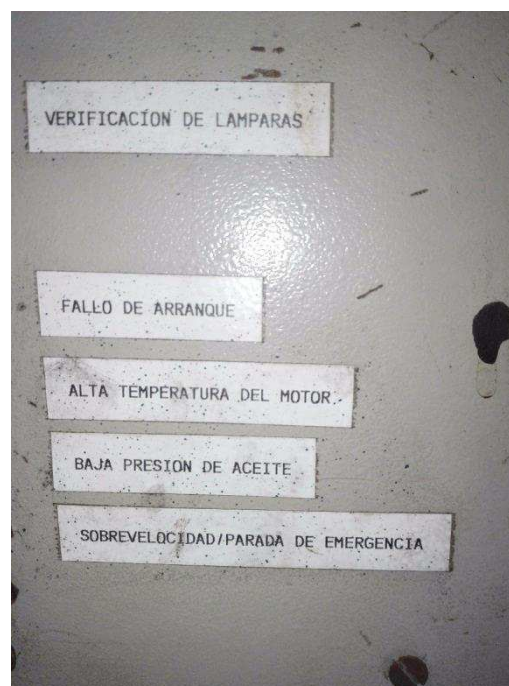 VERIFICACION DE LAMPARAS
FALLO DE ARRANQUE
ALTA TEMPERATURA DEL MOTOR
BAJA PRESION DE ACEITE
SOBREVELOCIDAD/PARADA DE EMERGENCIA